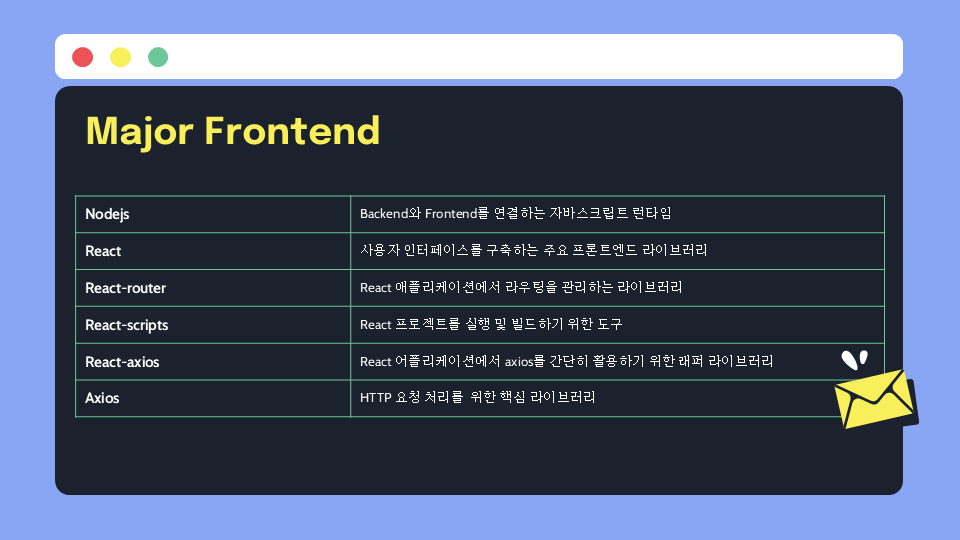 Major Frontend
Nodejs Backend와 Frontend를 연결하는 자바스크립트 런타임
React 사용자 인터페이스를 구축하는 주요 프론트엔드 라이브러리
React-router React 애플리케이션에서 라우팅을 관리하는 라이브러리
React-scripts React 프로젝트를 실행 및 빌드하기 위한 도구
React-axios React 어플리케이션에서 axios를 간단히 활용하기 위한 래퍼 라이브러리
Axios HTTP 요청 처리를 위한 핵심 라이브러리